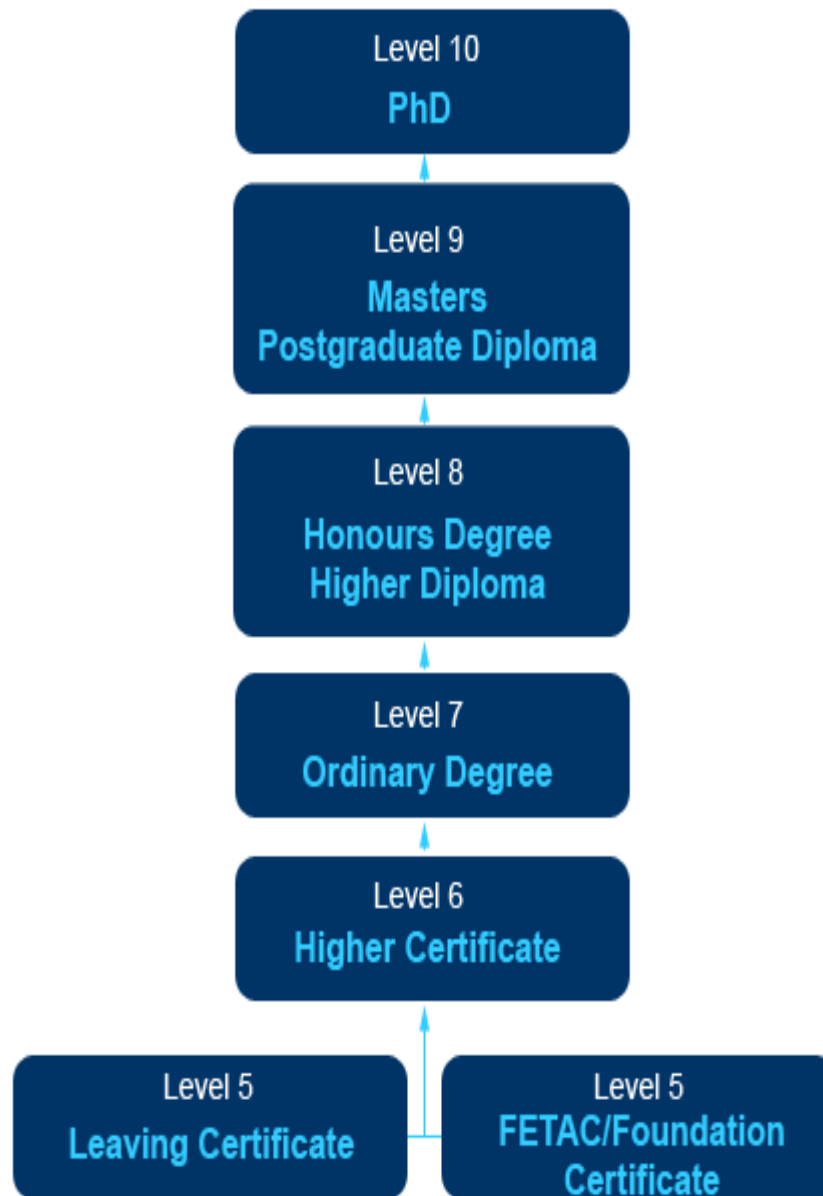 Level 10
PhD
Level 9
Masters
Postgraduate Diploma
Level 8
Honours Degree
Higher Diploma
Level 7
Ordinary Degree
Level 6
Higher Certificate
Level 5
Leaving Certificate
Level 5
FETAC/Foundation
Certificate